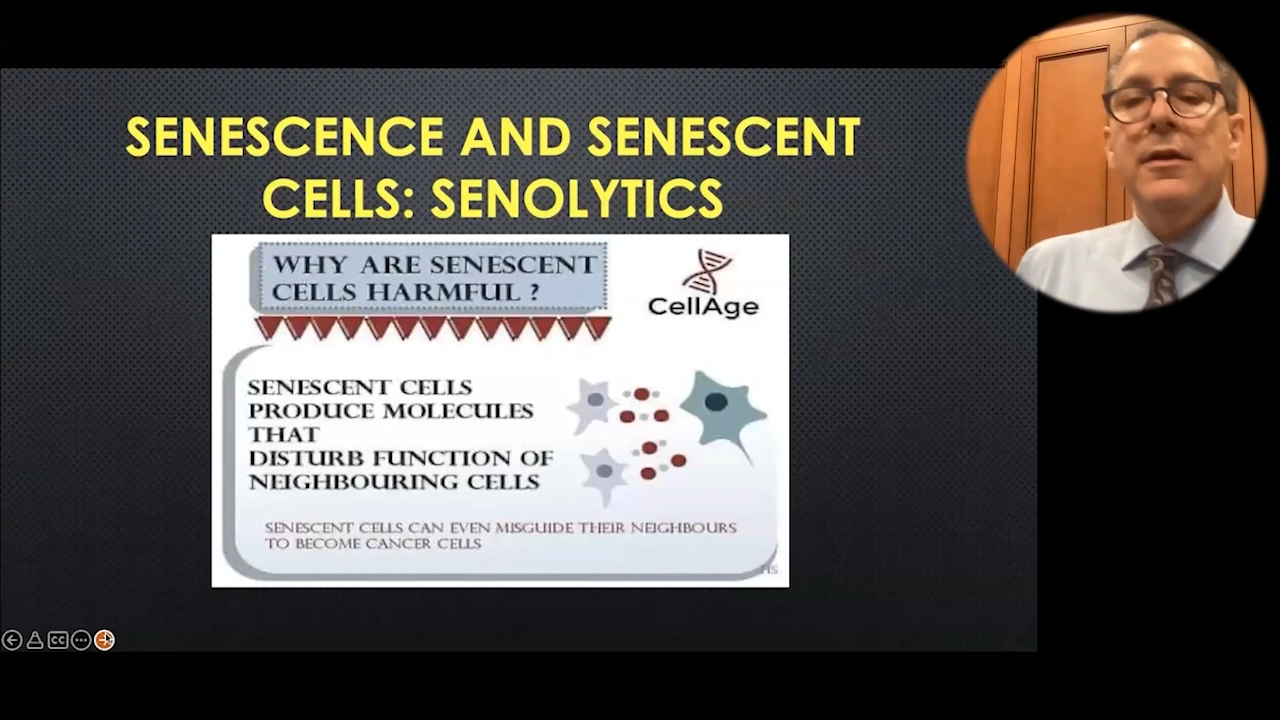 SENESCENCE AND SENESCENT
CELLS: SENOLYTICS
WHY ARE SENESCENT
CELLS HARMFUL ?
CellAge
SENESCENT CELLS
PRODUCE MOLECULES
THAT
DISTURB FUNCTION OF
NEIGHBOURING CELLS
SENESCENT CELLS CAN EVEN MISGUIDE THEIR NEIGHBOURS
TO BECOME CANCER CELLS
CC